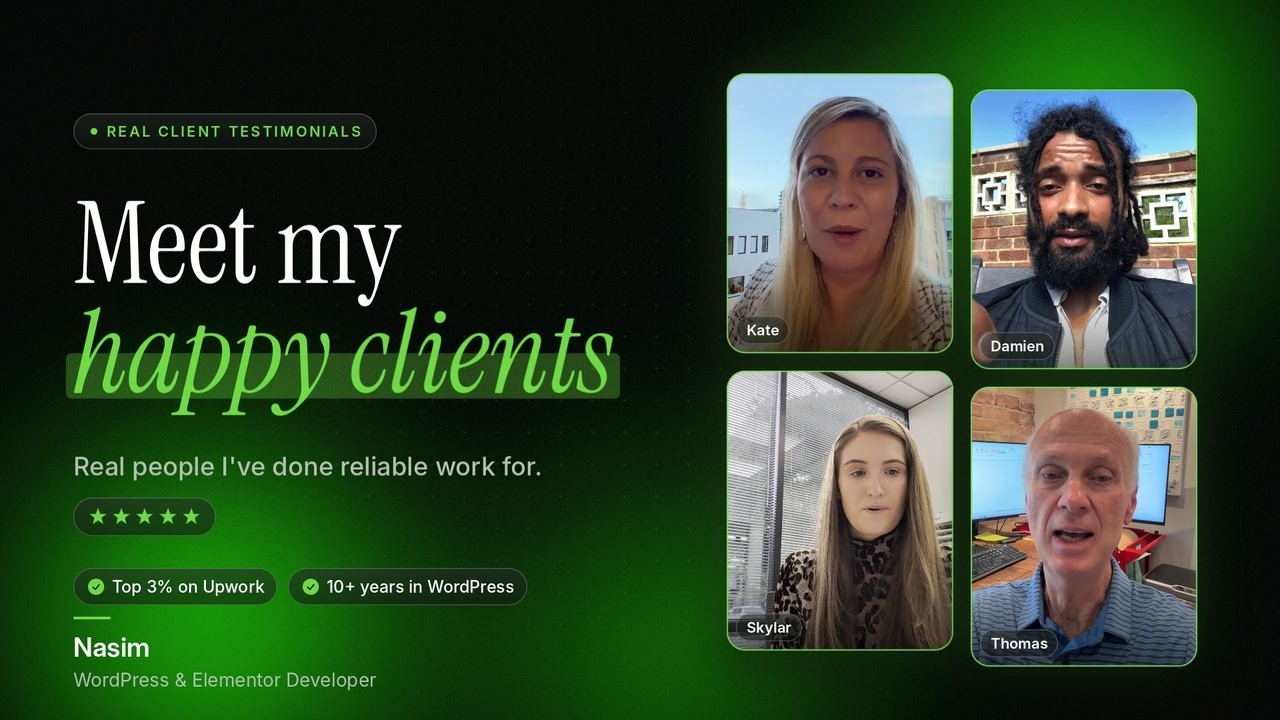 REAL CLIENT TESTIMONIALS
Meet my
happy clients
Real people I've done reliable work for.
Top 3% on Upwork
10+ years in WordPress
Nasim
WordPress & Elementor Developer
Kate
Damien
Skylar
Thomas